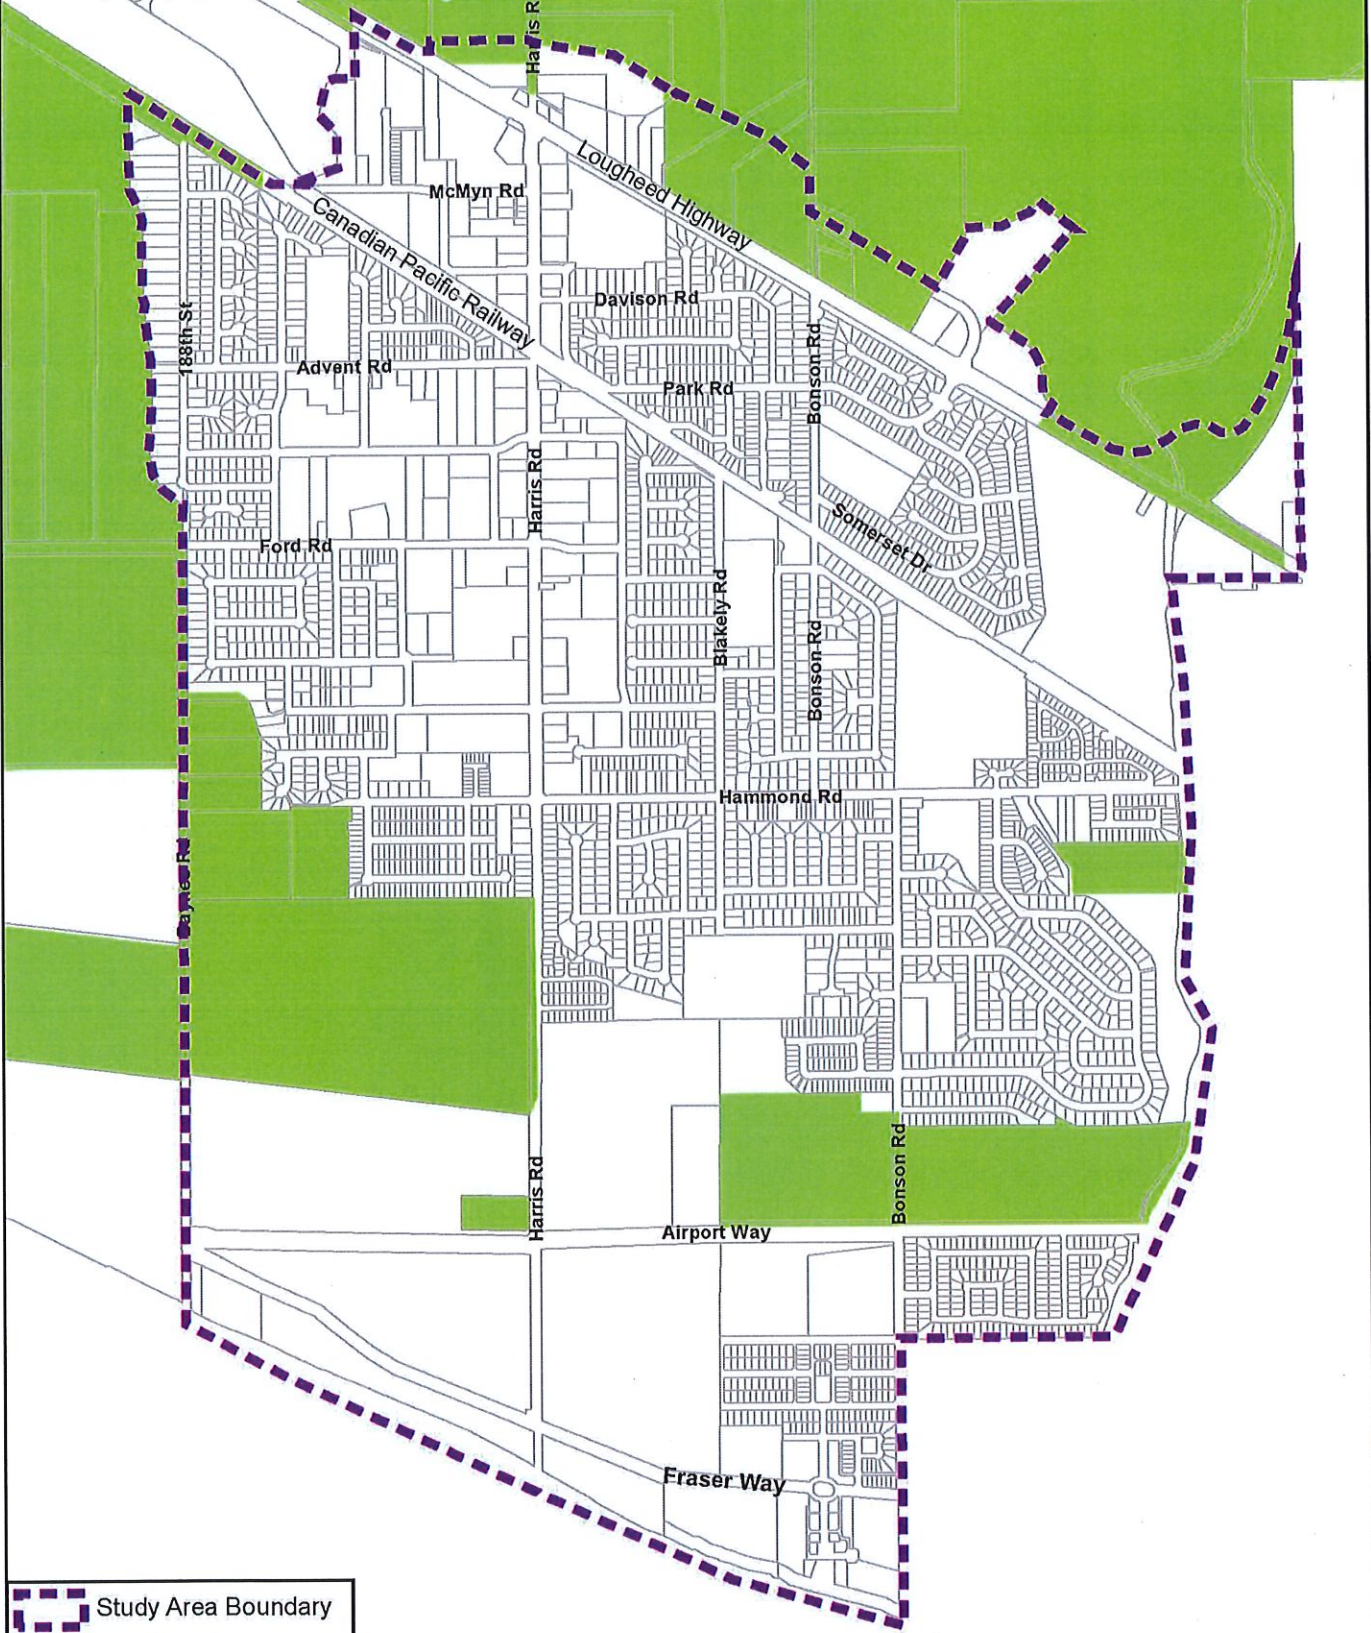 Harris R
Lougheed Highway
McMyn Rd
Canadian Pacific Railway
Davison Rd
188th St
Advent Rd
Bonson Rd
Park Rd
Harris Rd
Somerset Dr
Ford Rd
Blakely Rd
Bonson Rd
Hammond Rd
Bonson Rd
Harris Rd
Airport Way
Fraser Way
Study Area Boundary